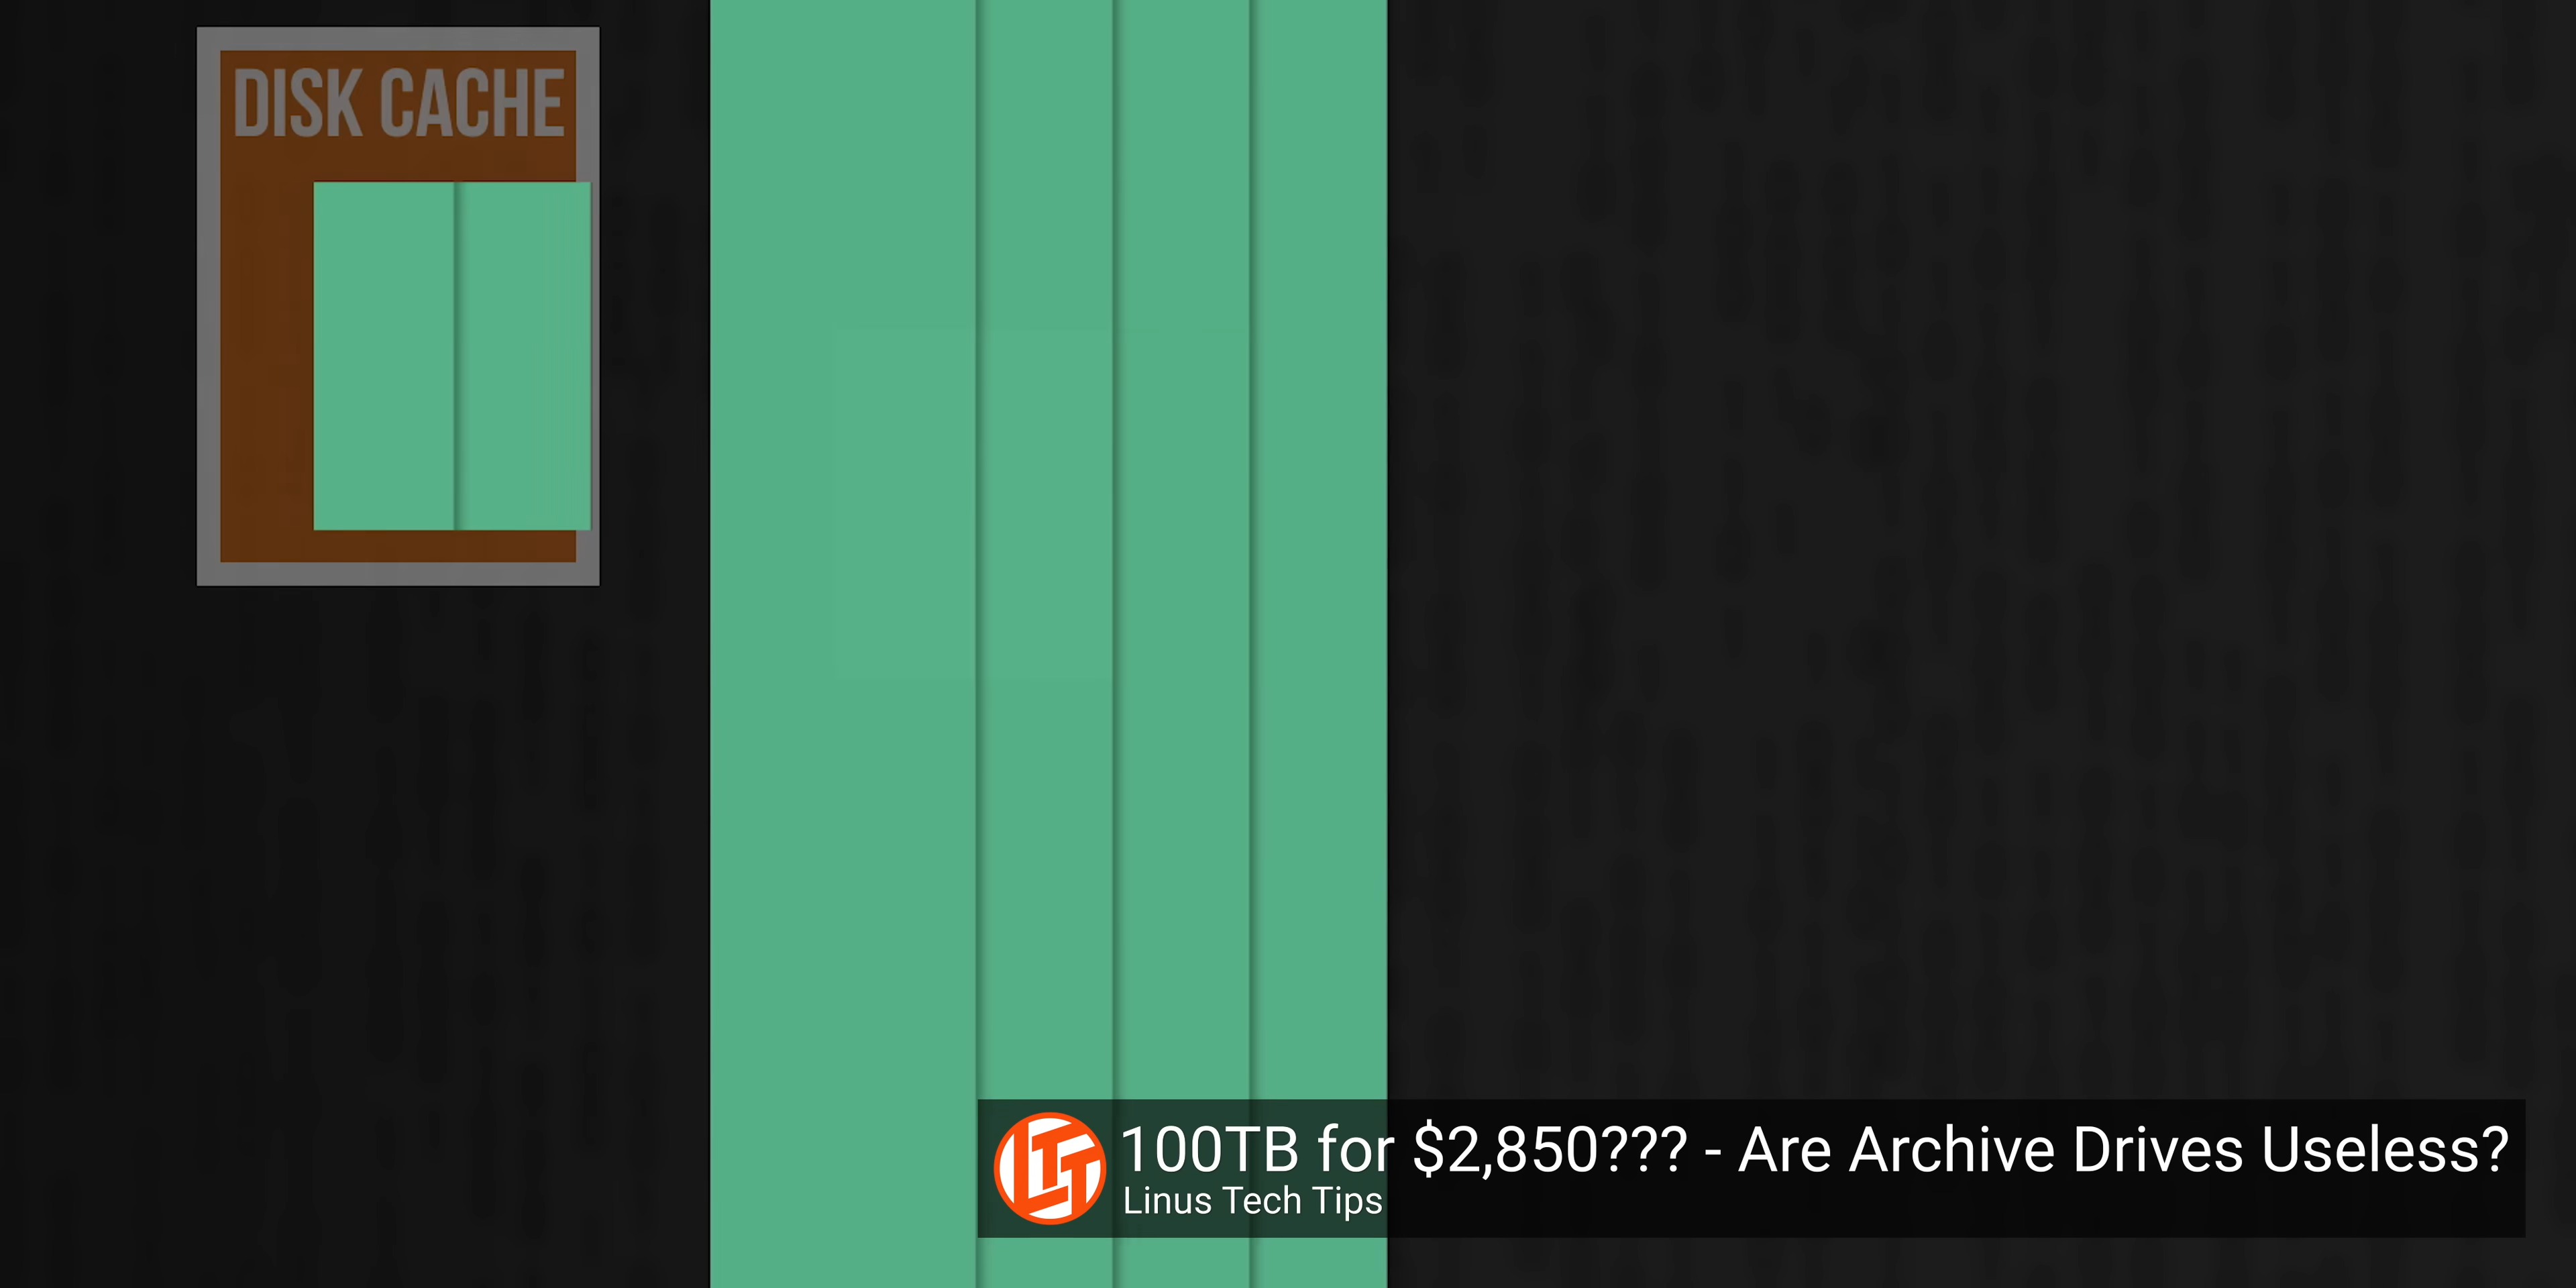 DISK CACHE
100TB for $2,850??? - Are Archive Drives Useless?
Linus Tech Tips